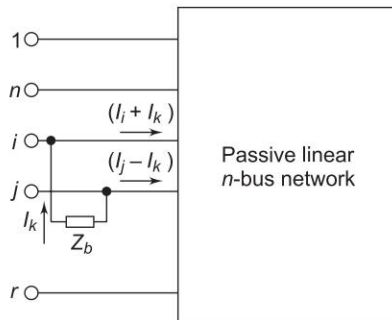 1
n
i
(I_i + I_k)
j
(I_j – I_k)
I_k
Z_b
r
Passive linear
n-bus network